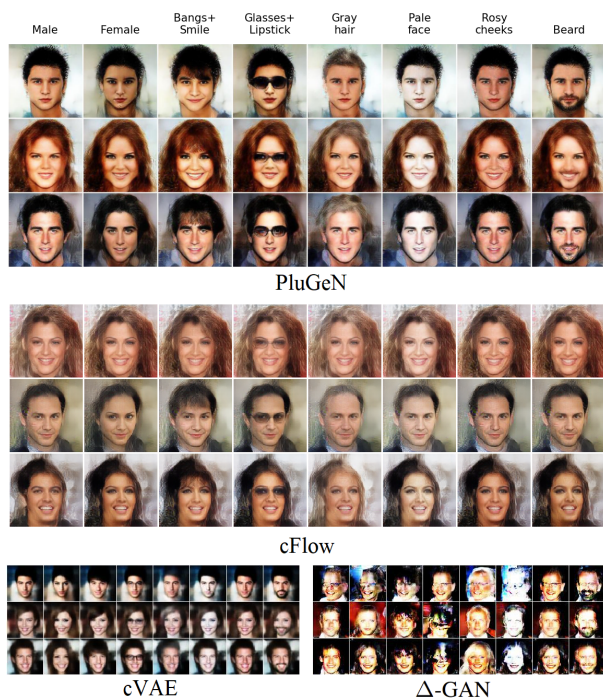 Male Female Bangs+ Smile Glasses+ Lipstick Gray hair Pale face Rosy cheeks Beard
PluGeN
cFlow
cVAE Δ-GAN